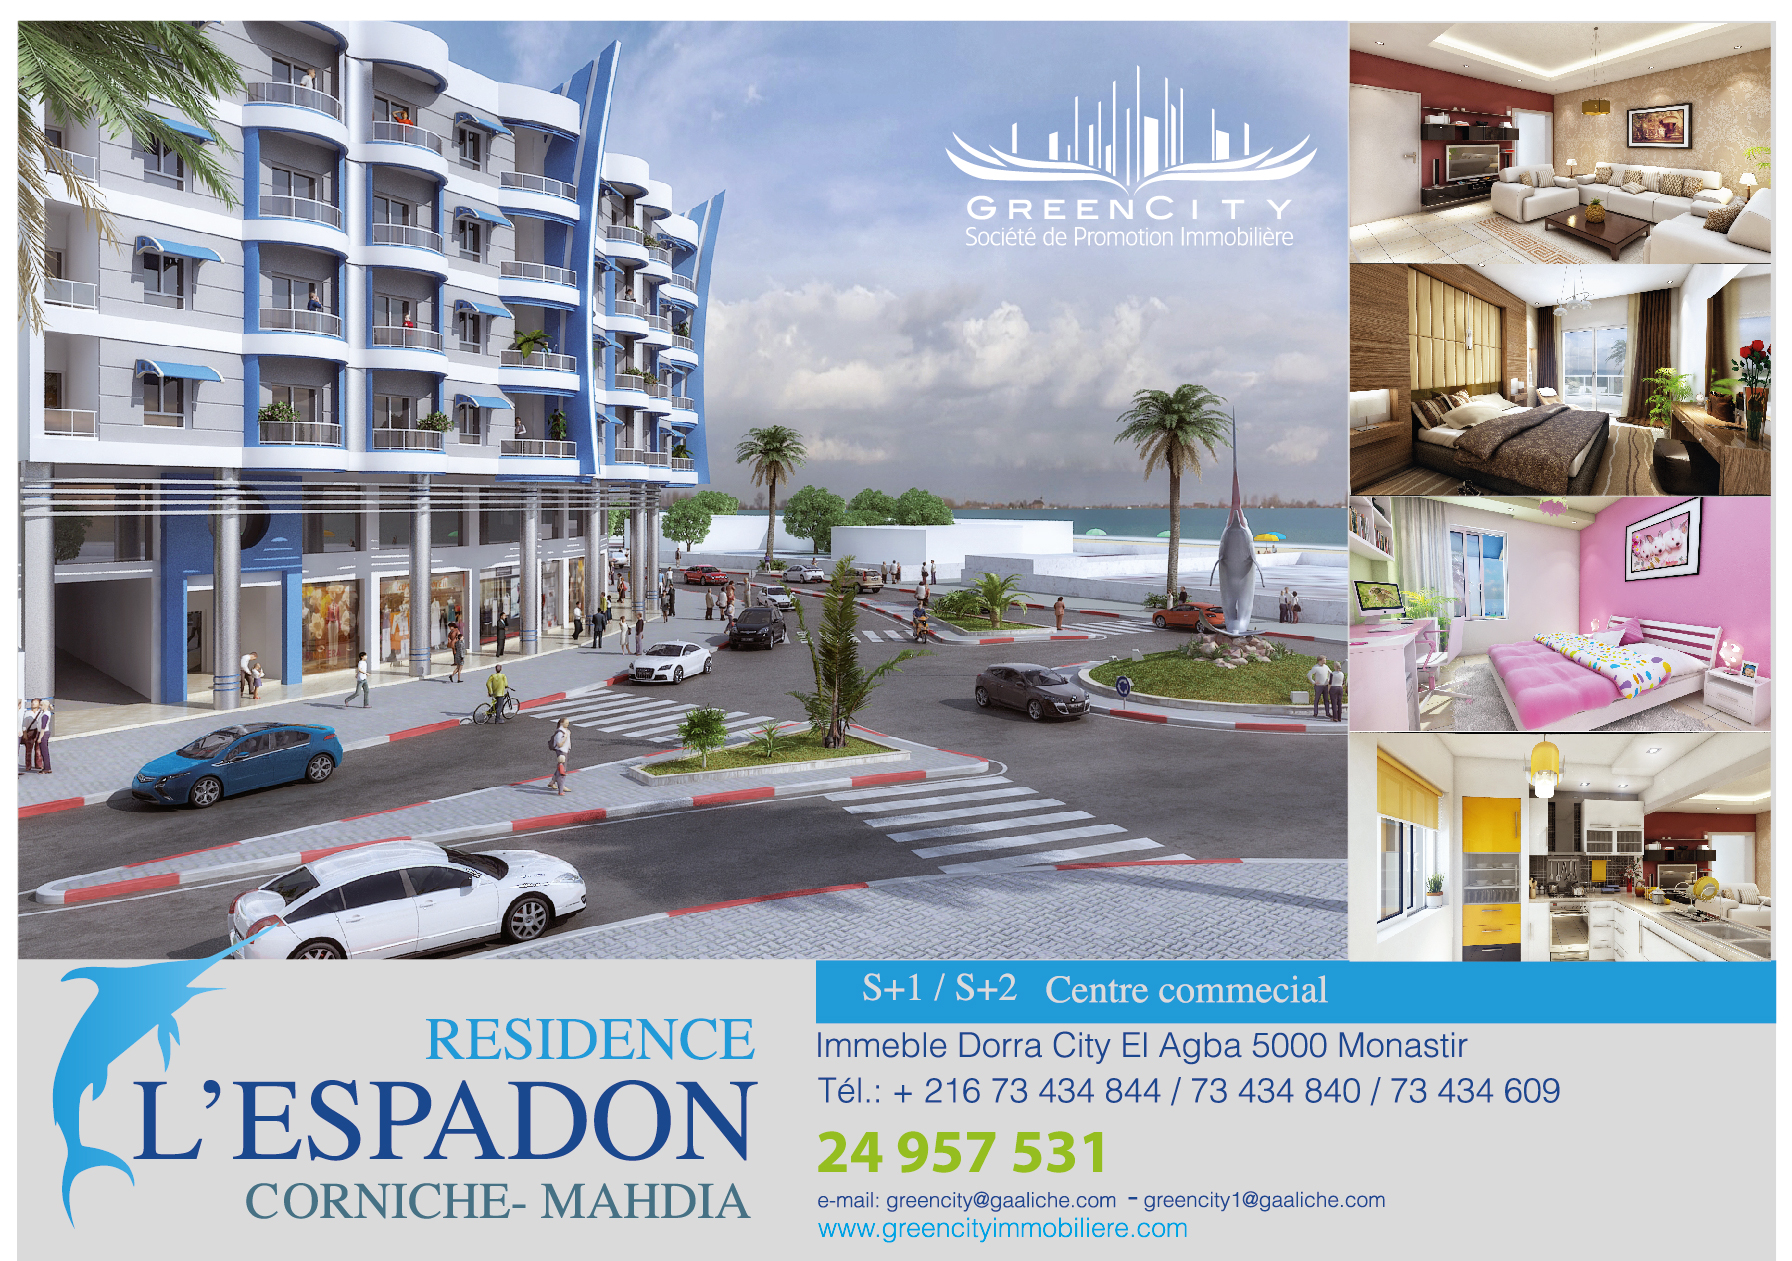 GREENCITY
Société de Promotion Immobilière
RESIDENCE
L'ESPADON
CORNICHE- MAHDIA
S+1 / S+2 Centre commecial
Immeble Dorra City El Agba 5000 Monastir
Tél.: + 216 73 434 844 / 73 434 840 / 73 434 609
24 957 531
e-mail: greencity@gaaliche.com - greencity1@gaaliche.com
www.greencityimmobiliere.com